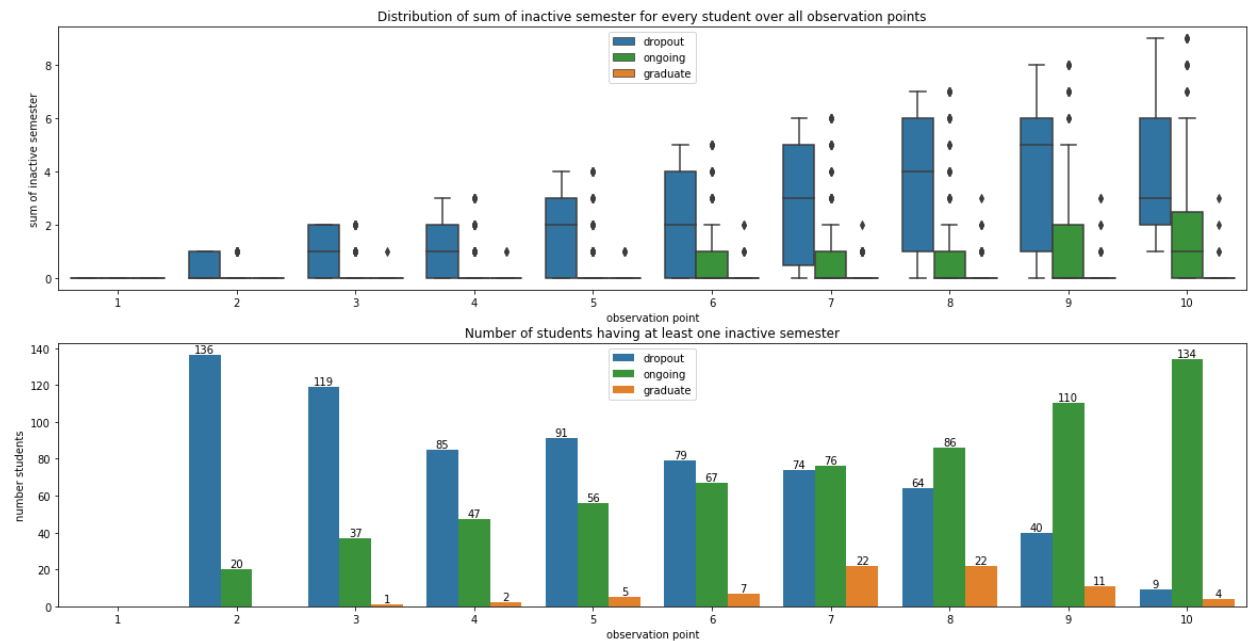 Distribution of sum of inactive semester for every student over all observation points
dropout
ongoing
graduate
sum of inactive semester
8
6
4
2
0
1 2 3 4 5 6 7 8 9 10
observation point
Number of students having at least one inactive semester
dropout
ongoing
graduate
number students
140
120
100
80
60
40
20
0
136 20
119 37 1
85 47 2
91 56 5
79 67 7
74 76 22
64 86 22
40 110 11
9 134 4
1 2 3 4 5 6 7 8 9 10
observation point